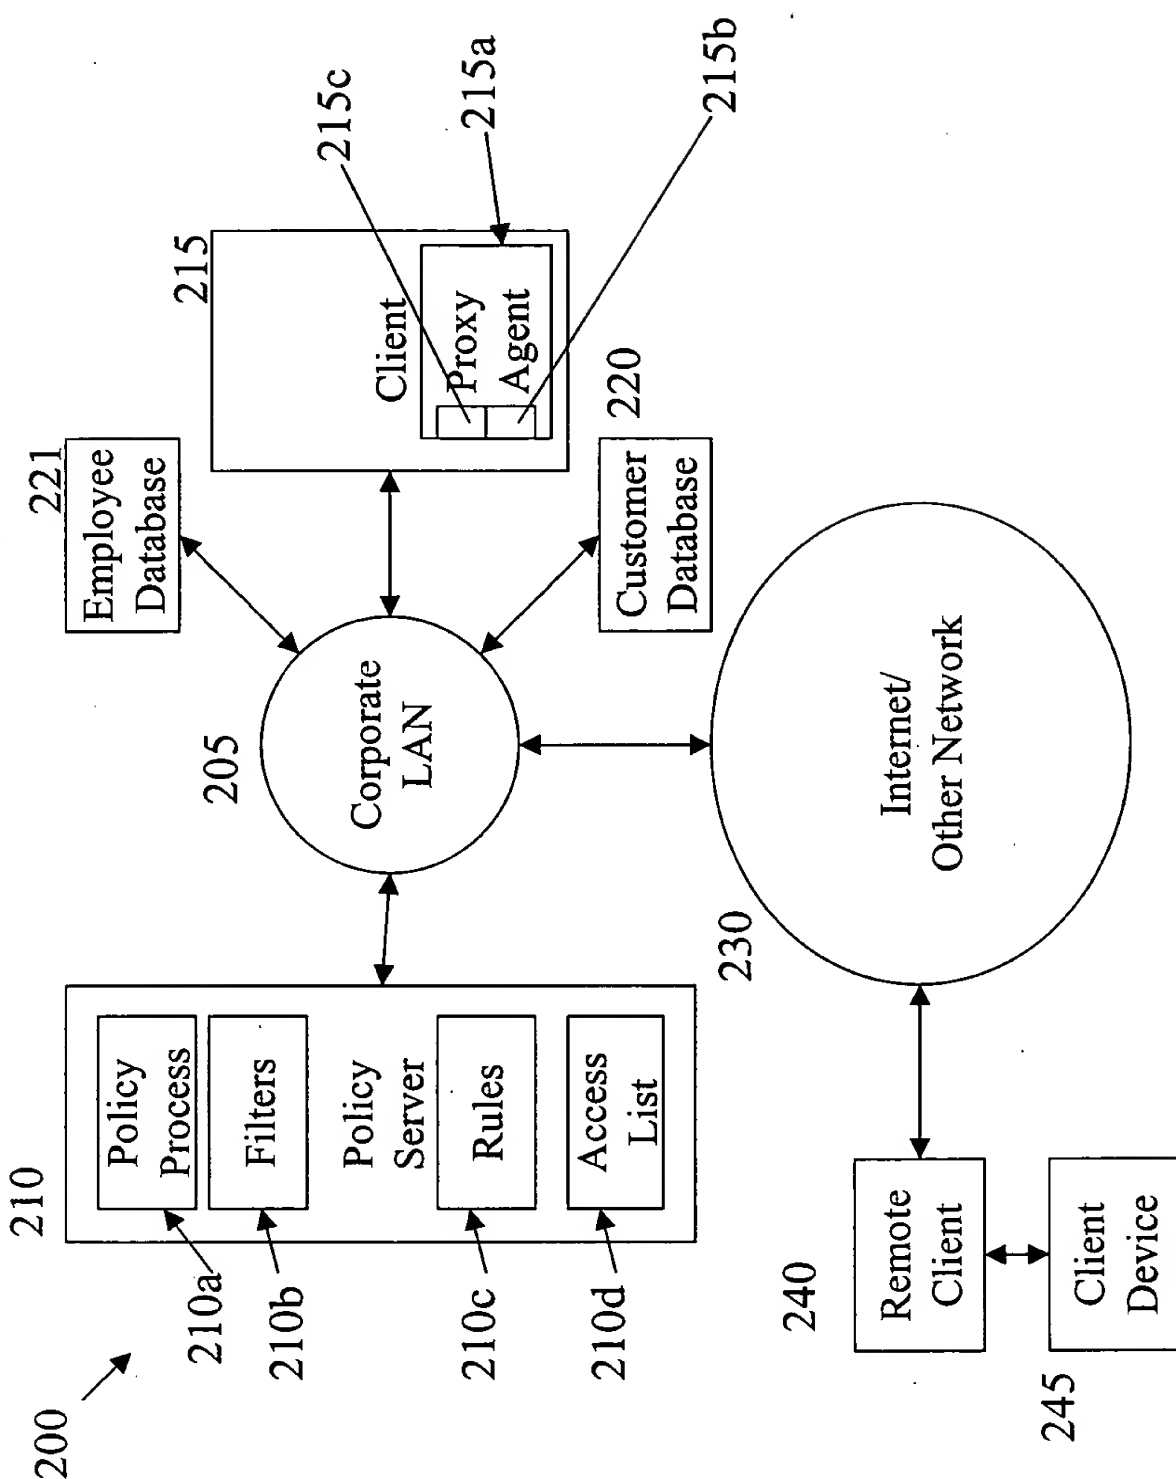 200
210
210a
210b
210c
210d
Policy
Process
Filters
Policy
Server
Rules
Access
List
205
Corporate
LAN
221
Employee
Database
215
Client
Proxy
Agent
215c
215a
215b
220
Customer
Database
230
Internet/
Other Network
240
Remote
Client
245
Client
Device